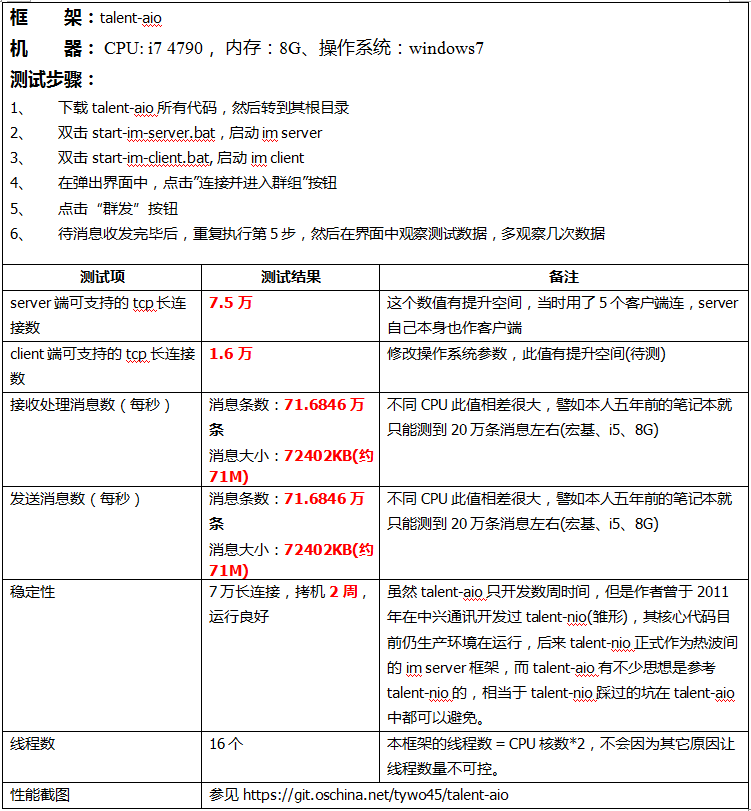 框　　架：talent-aio
机　　器： CPU: i7 4790， 内存：8G、操作系统：windows7
测试步骤：
1、 下载 talent-aio 所有代码，然后转到其根目录
2、 双击 start-im-server.bat，启动 im server
3、 双击 start-im-client.bat, 启动 im client
4、 在弹出界面中，点击”连接并进入群组”按钮
5、 点击“群发”按钮
6、 待消息收发完毕后，重复执行第 5 步，然后在界面中观察测试数据，多观察几次数据
测试项 测试结果 备注
server 端可支持的 tcp 长连
接数
7.5 万
这个数值有提升空间，当时用了 5 个客户端连，server
自己本身也作客户端
client 端可支持的 tcp 长连接
数
1.6 万
修改操作系统参数，此值有提升空间(待测)
接收处理消息数（每秒）
消息条数：71.6846 万
条
消息大小：72402KB(约
71M)
不同 CPU 此值相差很大，譬如本人五年前的笔记本就
只能测到 20 万条消息左右(宏基、i5、8G)
发送消息数（每秒）
消息条数：71.6846 万
条
消息大小：72402KB(约
71M)
不同 CPU 此值相差很大，譬如本人五年前的笔记本就
只能测到 20 万条消息左右(宏基、i5、8G)
稳定性
7 万长连接，拷机 2 周，
运行良好
虽然 talent-aio 只开发数周时间，但是作者曾于 2011
年在中兴通讯开发过 talent-nio(雏形)，其核心代码目
前仍生产环境在运行，后来 talent-nio 正式作为热波间
的 im server 框架，而 talent-aio 有不少思想是参考
talent-nio 的，相当于 talent-nio 踩过的坑在 talent-aio
中都可以避免。
线程数
16 个
本框架的线程数 = CPU 核数*2，不会因为其它原因让
线程数量不可控。
性能截图
参见 https://git.oschina.net/tywo45/talent-aio